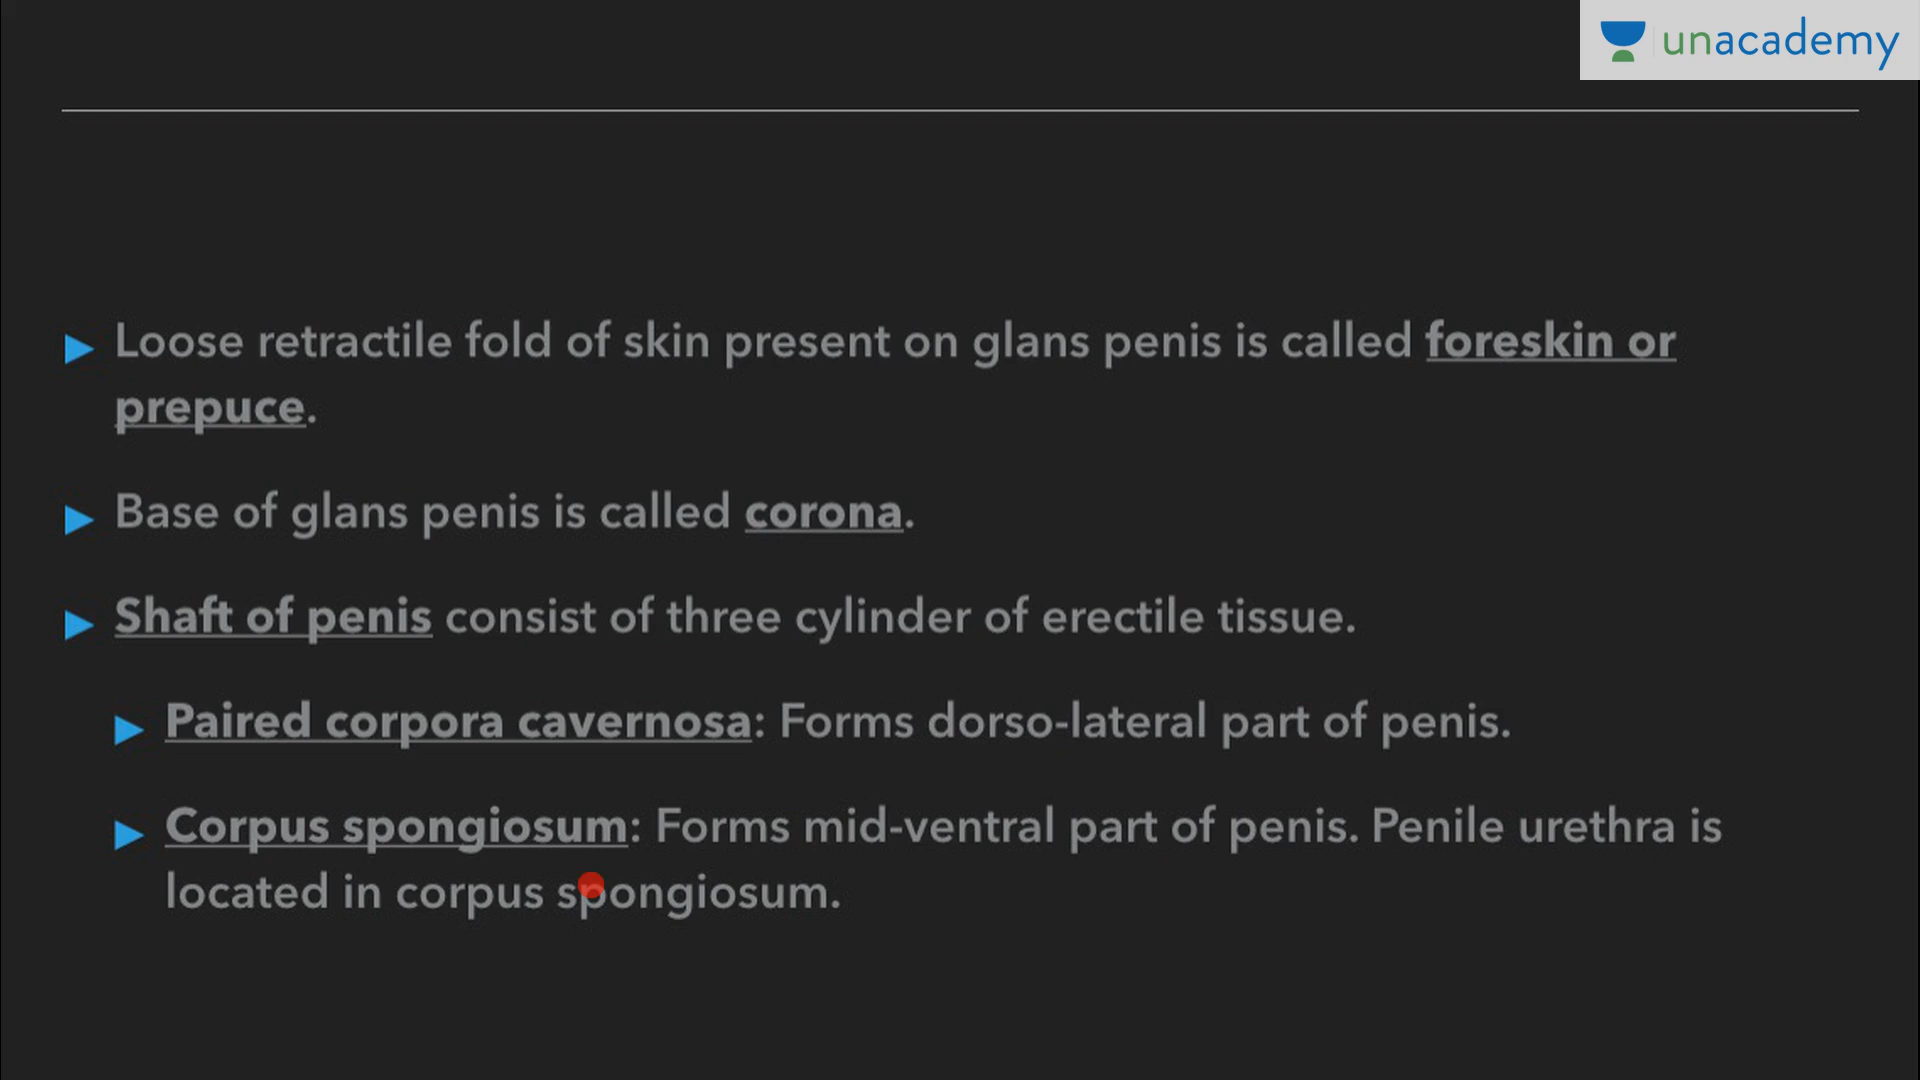 unacademy
Loose retractile fold of skin present on glans penis is called foreskin or
prepuce.
Base of glans penis is called corona.
Shaft of penis consist of three cylinder of erectile tissue.
Paired corpora cavernosa: Forms dorso-lateral part of penis.
Corpus spongiosum: Forms mid-ventral part of penis. Penile urethra is
located in corpus spongiosum.